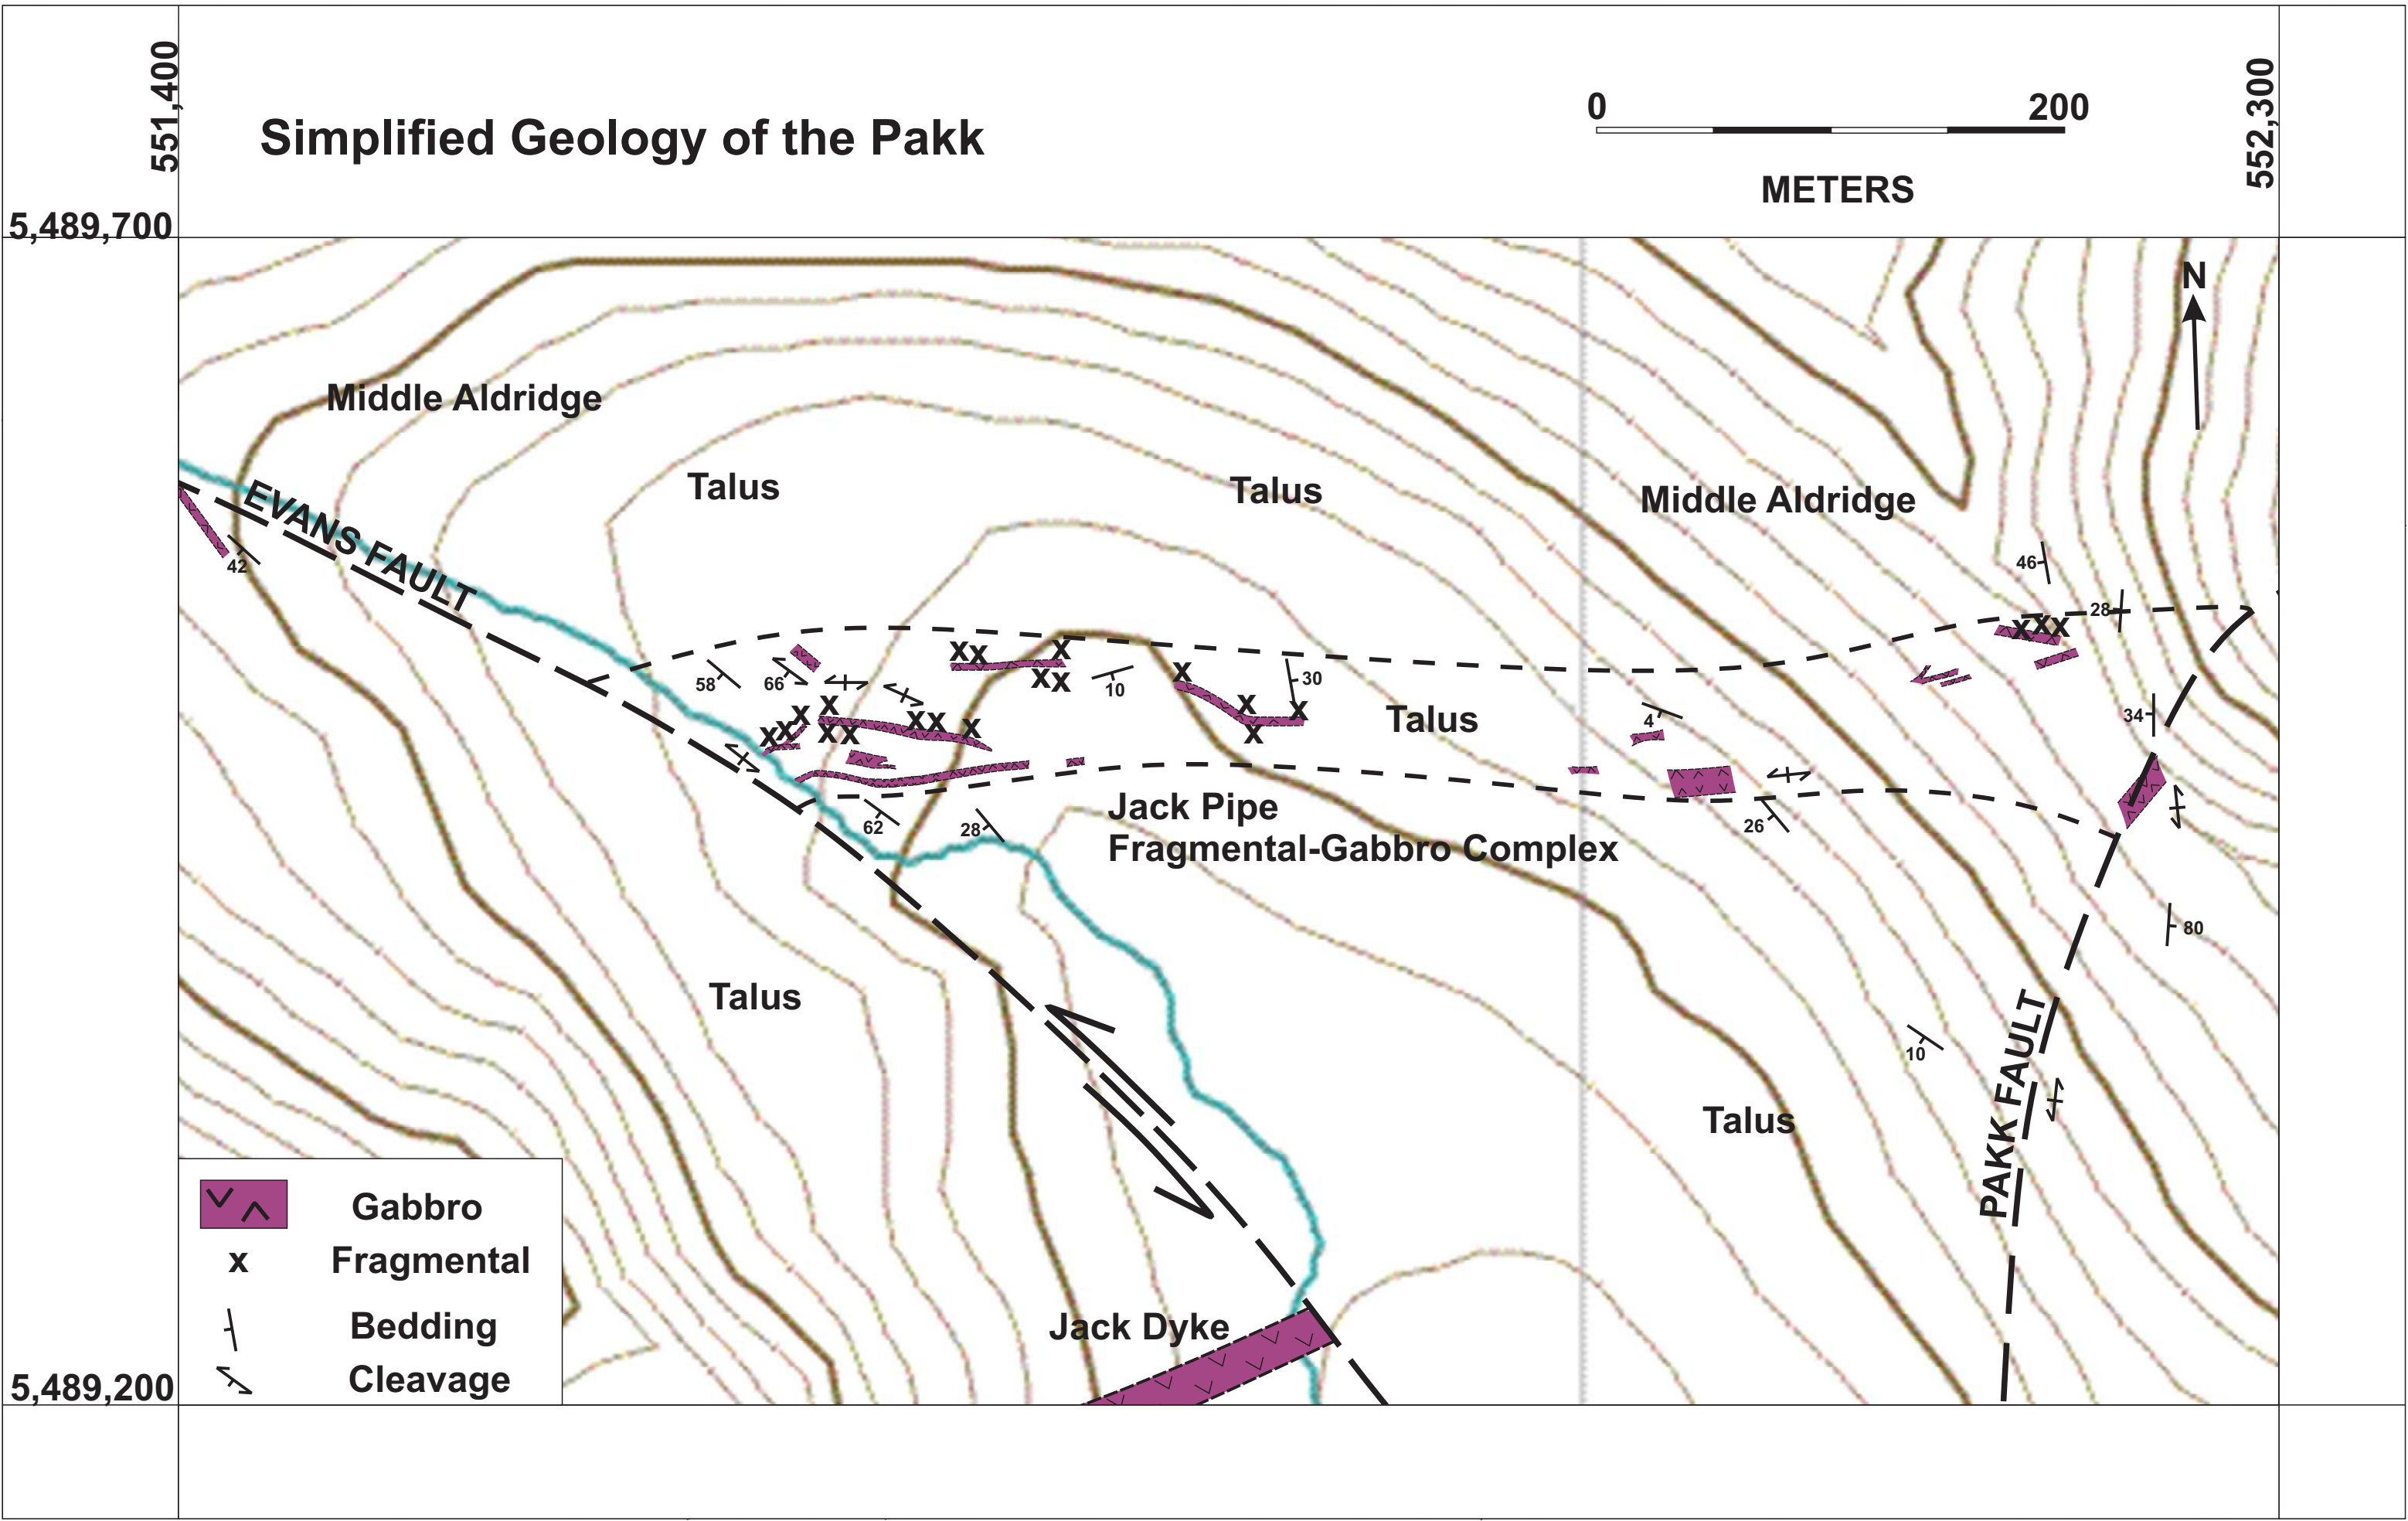 551,400
552,300
Simplified Geology of the Pakk
0 200
METERS
5,489,700
N
Middle Aldridge
Talus
Talus
Middle Aldridge
EVANS FAULT
42
46
28
x x x
58
66
x x x
x x
10
x
30
x x
x
34
Talus
4
x x x
x
x x x
x x
62
28
Jack Pipe
Fragmental-Gabbro Complex
26
80
Talus
10
PAKK FAULT
Talus
Gabbro
x Fragmental
Bedding
Cleavage
Jack Dyke
5,489,200